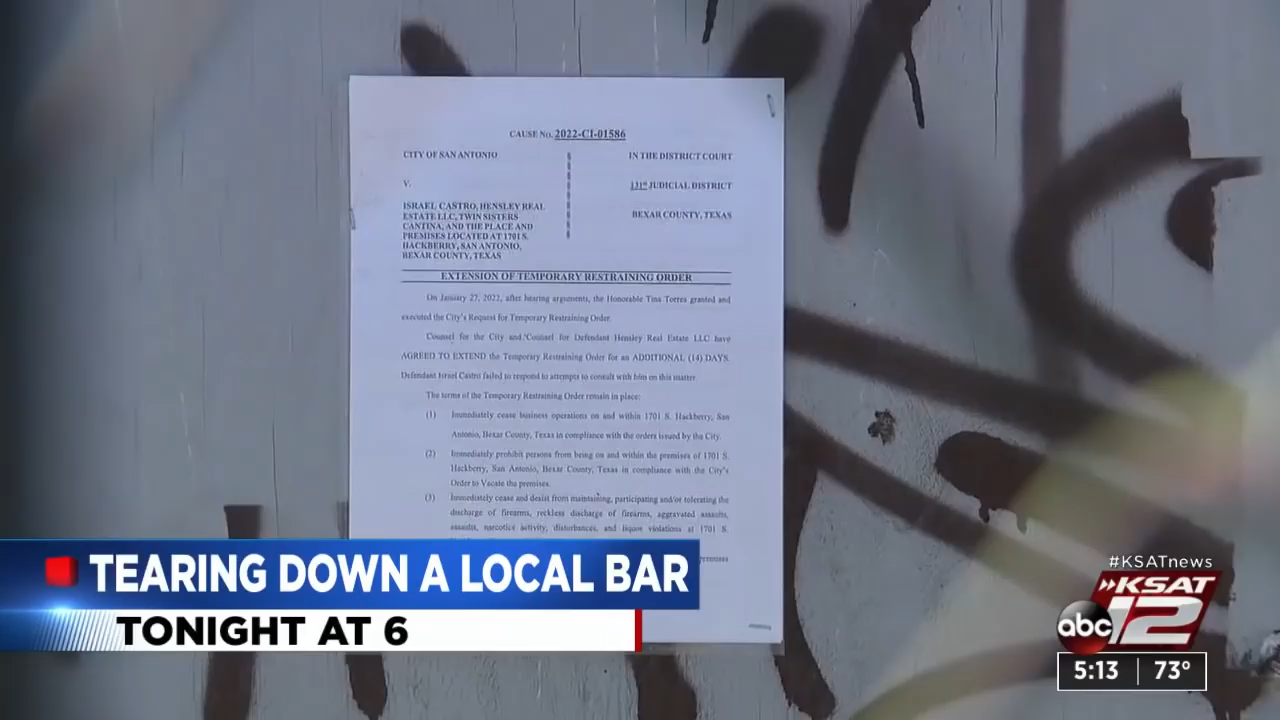 CAUSE NO. 2022-CI-01586
CITY OF SAN ANTONIO
V.
ISRAEL CASTRO, HENSLEY REAL
ESTATE LLC, TWIN SISTERS
CANTINA, AND THE PLACE AND
PREMISES LOCATED AT 1701 S.
HACKBERRY, SAN ANTONIO,
BEXAR COUNTY, TEXAS
§
§
§
§
§
§
§
§
§
IN THE DISTRICT COURT
131st JUDICIAL DISTRICT
BEXAR COUNTY, TEXAS
EXTENSION OF TEMPORARY RESTRAINING ORDER
On January 27, 2022, after hearing arguments, the Honorable Tina Torres granted and
executed the City's Request for Temporary Restraining Order.
Counsel for the City and Counsel for Defendant Hensley Real Estate LLC have
AGREED TO EXTEND the Temporary Restraining Order for an ADDITIONAL (14) DAYS.
Defendant Israel Castro failed to respond to attempts to consult with him on this matter.
The terms of the Temporary Restraining Order remain in place:
(1) Immediately cease business operations on and within 1701 S. Hackberry, San
Antonio, Bexar County, Texas in compliance with the orders issued by the City.
(2) Immediately prohibit persons from being on and within the premises of 1701 S.
Hackberry, San Antonio, Bexar County, Texas in compliance with the City's
Order to Vacate the premises.
(3) Immediately cease and desist from maintaining, participating and/or tolerating the
discharge of firearms, reckless discharge of firearms, aggravated assaults,
assaults, narcotics activity, disturbances, and liquor violations at 1701 S.
premises
TEARING DOWN A LOCAL BAR
TONIGHT AT 6
#KSATnews
KSAT
abc 12
5:13 73°